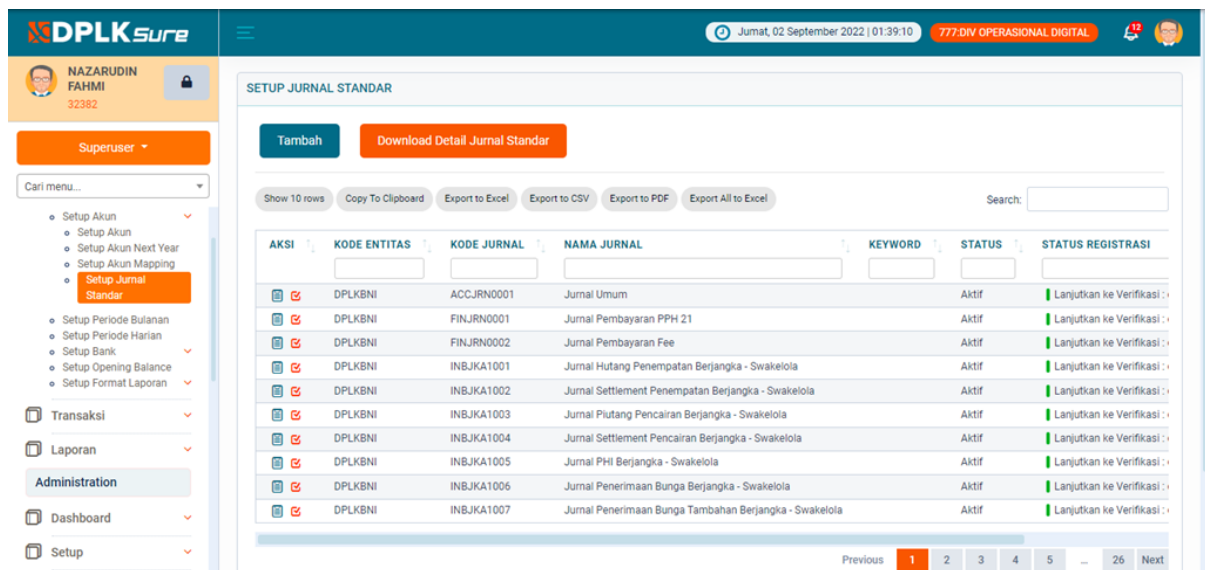 DPLKSure
Jumat, 02 September 2022 | 01:39:10
777:DIV OPERASIONAL DIGITAL
12
NAZARUDIN
FAHMI
32382
Superuser
Cari menu...
Setup Akun
Setup Akun
Setup Akun Next Year
Setup Akun Mapping
Setup Jurnal
Standar
Setup Periode Bulanan
Setup Periode Harian
Setup Bank
Setup Opening Balance
Setup Format Laporan
Transaksi
Laporan
Administration
Dashboard
Setup
SETUP JURNAL STANDAR
Tambah
Download Detail Jurnal Standar
Show 10 rows Copy To Clipboard Export to Excel Export to CSV Export to PDF Export All to Excel Search:
AKSI KODE ENTITAS KODE JURNAL NAMA JURNAL KEYWORD STATUS STATUS REGISTRASI
DPLKBNI ACCJRN0001 Jurnal Umum Aktif Lanjutkan ke Verifikasi :
DPLKBNI FINJRN0001 Jurnal Pembayaran PPH 21 Aktif Lanjutkan ke Verifikasi :
DPLKBNI FINJRN0002 Jurnal Pembayaran Fee Aktif Lanjutkan ke Verifikasi :
DPLKBNI INBJKA1001 Jurnal Hutang Penempatan Berjangka - Swakelola Aktif Lanjutkan ke Verifikasi :
DPLKBNI INBJKA1002 Jurnal Settlement Penempatan Berjangka - Swakelola Aktif Lanjutkan ke Verifikasi :
DPLKBNI INBJKA1003 Jurnal Piutang Pencairan Berjangka - Swakelola Aktif Lanjutkan ke Verifikasi :
DPLKBNI INBJKA1004 Jurnal Settlement Pencairan Berjangka - Swakelola Aktif Lanjutkan ke Verifikasi :
DPLKBNI INBJKA1005 Jurnal PHI Berjangka - Swakelola Aktif Lanjutkan ke Verifikasi :
DPLKBNI INBJKA1006 Jurnal Penerimaan Bunga Berjangka - Swakelola Aktif Lanjutkan ke Verifikasi :
DPLKBNI INBJKA1007 Jurnal Penerimaan Bunga Tambahan Berjangka - Swakelola Aktif Lanjutkan ke Verifikasi :
Previous 1 2 3 4 5 ... 26 Next